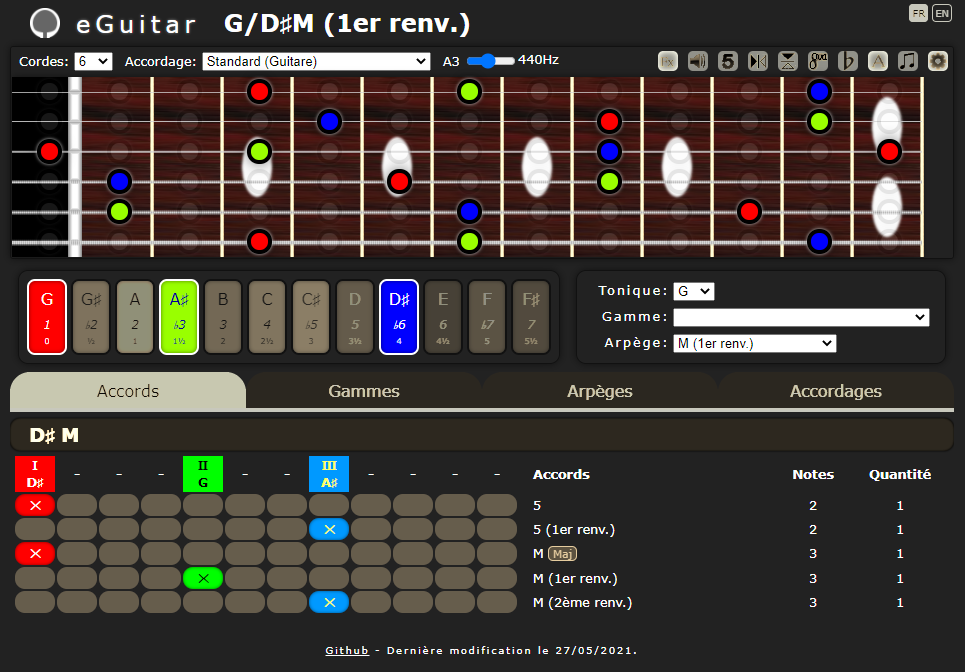 eGuitar G/D♯M (1er renv.) FR EN
Cordes: 6 Accordage: Standard (Guitare) A3 440Hz 5 8va ♭ A
G G♯ A A♯ B C C♯ D D♯ E F F♯
1 ♭2 2 ♭3 3 4 ♭5 5 ♭6 6 ♭7 7
0 ½ 1 1½ 2 2½ 3 3½ 4 4½ 5 5½
Tonique: G
Gamme:
Arpège: M (1er renv.)
Accords Gammes Arpèges Accordages
D♯ M
I - - - II - - III - - - -
D♯ G A♯
Accords Notes Quantité
× 5 2 1
× 5 (1er renv.) 2 1
× M Maj 3 1
× M (1er renv.) 3 1
× M (2ème renv.) 3 1
Github - Dernière modification le 27/05/2021.